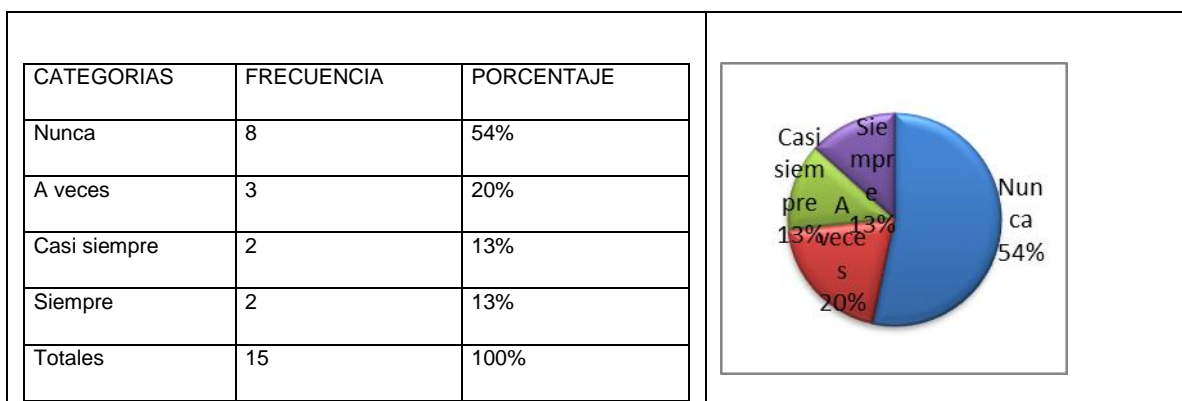 CATEGORIAS FRECUENCIA PORCENTAJE
Nunca 8 54%
A veces 3 20%
Casi siempre 2 13%
Siempre 2 13%
Totales 15 100%
Sie
mpr
e
13%
Casi
siem
pre
13%
A
vece
s
20%
Nun
ca
54%